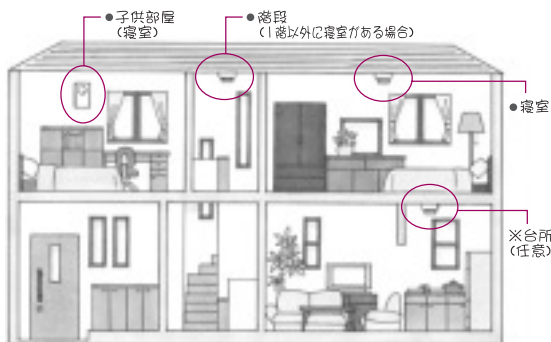 ●子供部屋
(寝室)
●階段
(1階以外に寝室がある場合)
●寝室
※台所
(任意)